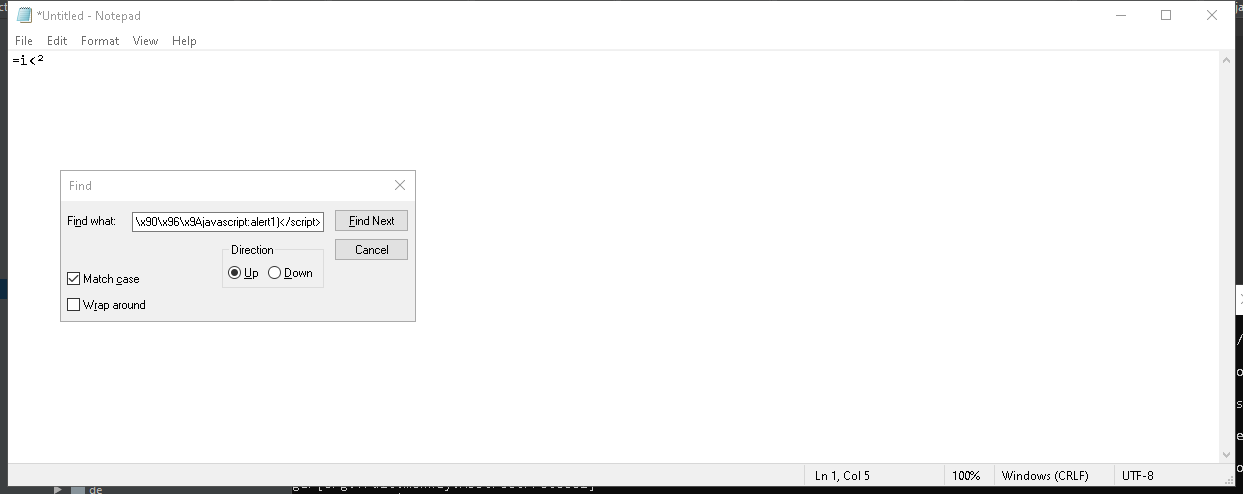 *Untitled - Notepad
File Edit Format View Help
=i<²
Find
Find what: \x90\x96\x9Ajavascript:alert1)</script> Find Next
Direction Cancel
Up Down
Match case
Wrap around
Ln 1, Col 5 100% Windows (CRLF) UTF-8
de